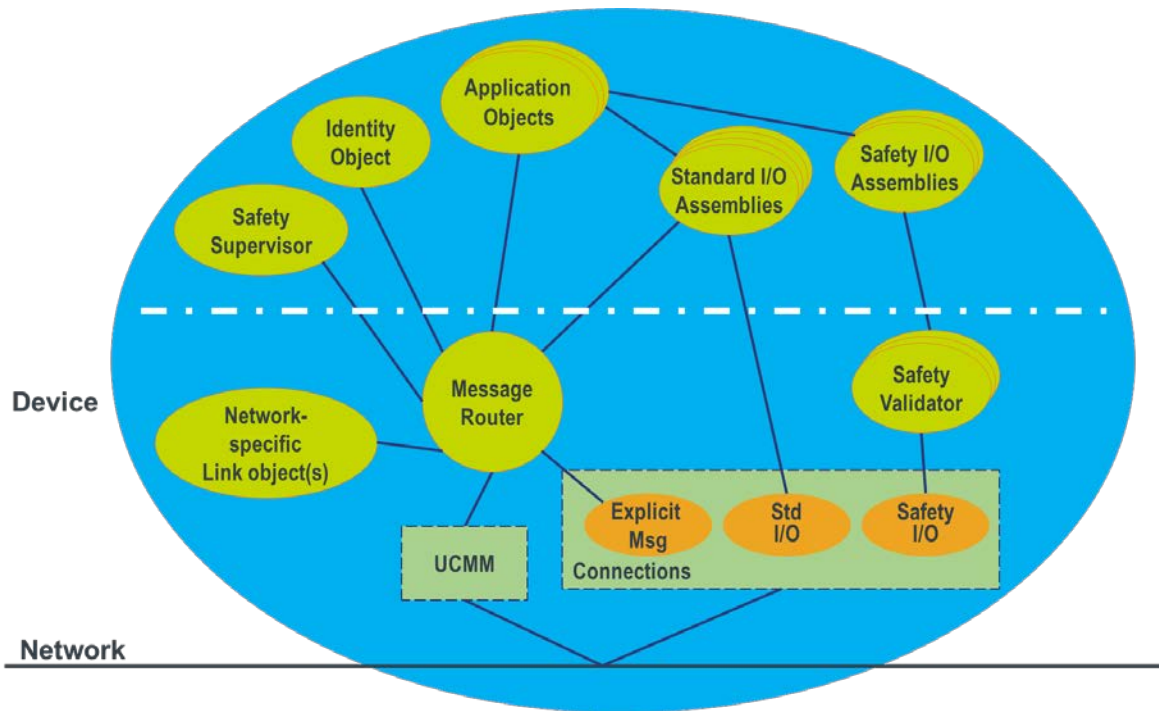 Application
Objects
Identity
Object
Safety I/O
Assemblies
Standard I/O
Assemblies
Safety
Supervisor
Message
Router
Safety
Validator
Device
Network-
specific
Link object(s)
Explicit
Msg
Std
I/O
Safety
I/O
UCMM
Connections
Network